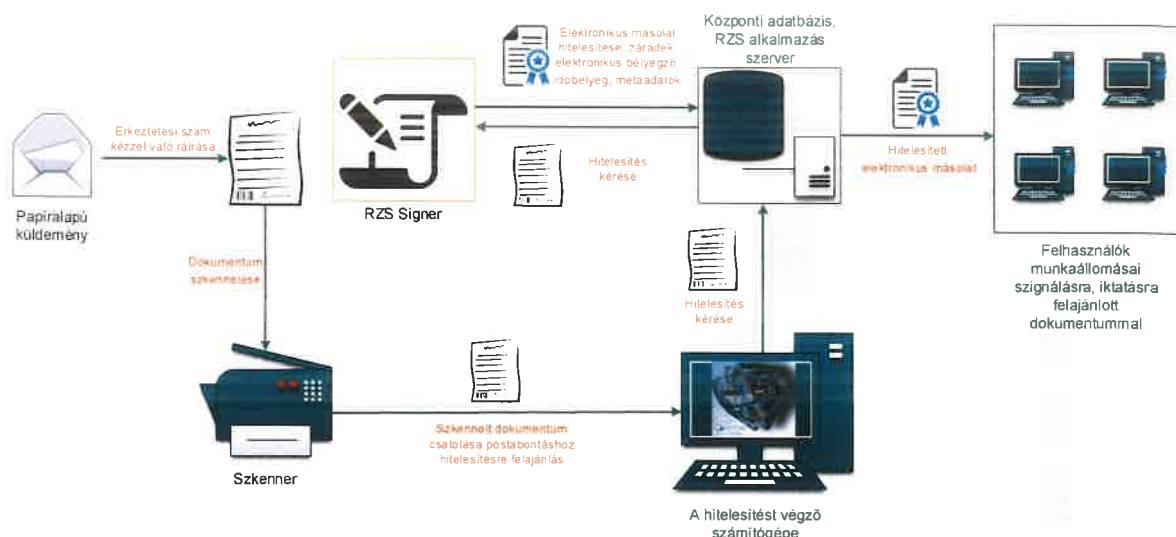 Elektronikus másolat
hitelesítése, záradék
elektronikus bélyegző,
időbélyeg, metaadatok
Központi adatbázis,
RZS alkalmazás
szerver
Érkeztetési szám
kézzel való ráírása
Papíralapú
küldemény
RZS Signer
Hitelesítés
kérése
Hitelesített
elektronikus másolat
Dokumentum
szkennelése
Hitelesítés
kérése
Felhasználók
munkaállomásai
szignálásra, iktatásra
felajánlott
dokumentummal
Szkennelt dokumentum
csatolása postabontáshoz
hitelesítésre felajánlás
Szkenner
A hitelesítést végző
számítógépe